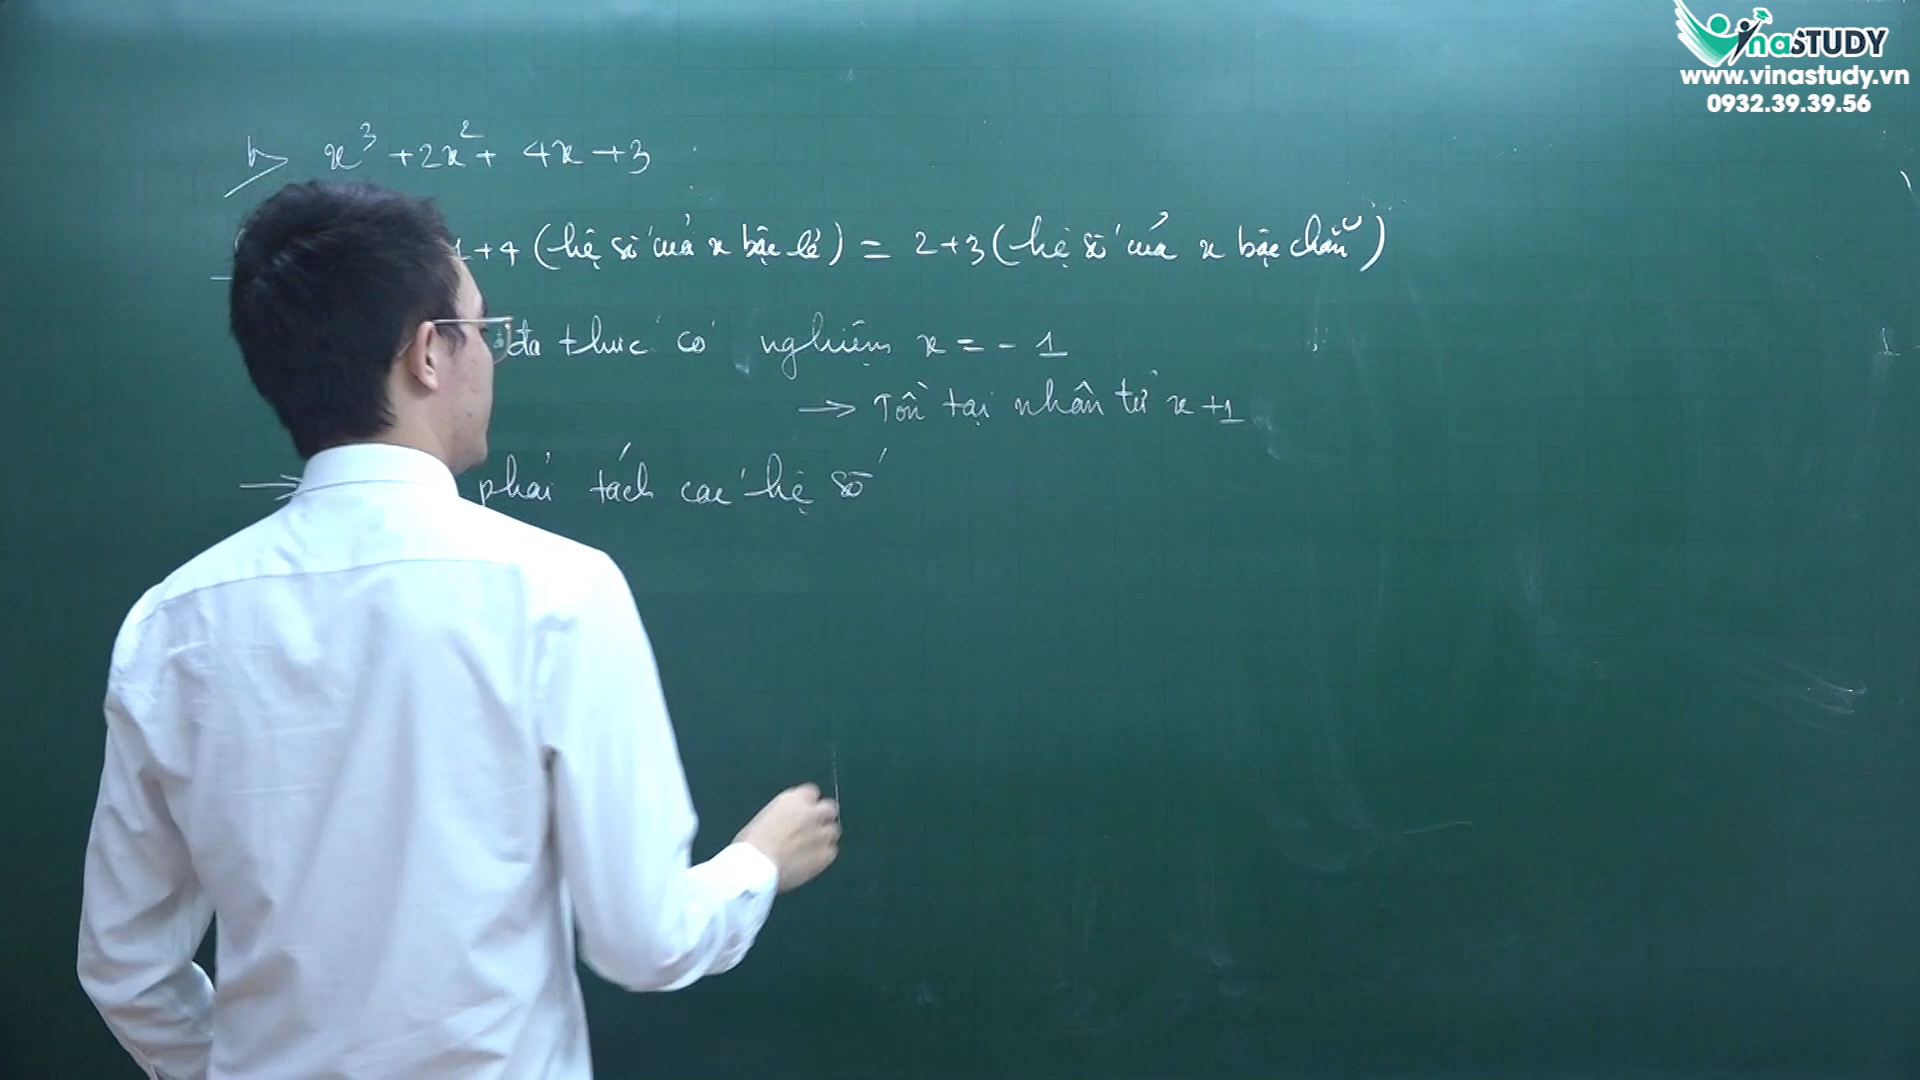 VinaSTUDY
www.vinastudy.vn
0932.39.39.56
b) x³ + 2x² + 4x + 3
1+4 (hệ số của x bậc lẻ) = 2+3 (hệ số của x bậc chẵn)
đa thức có nghiệm x = -1
→ Tồn tại nhân tử x+1
→ phải tách các hệ số